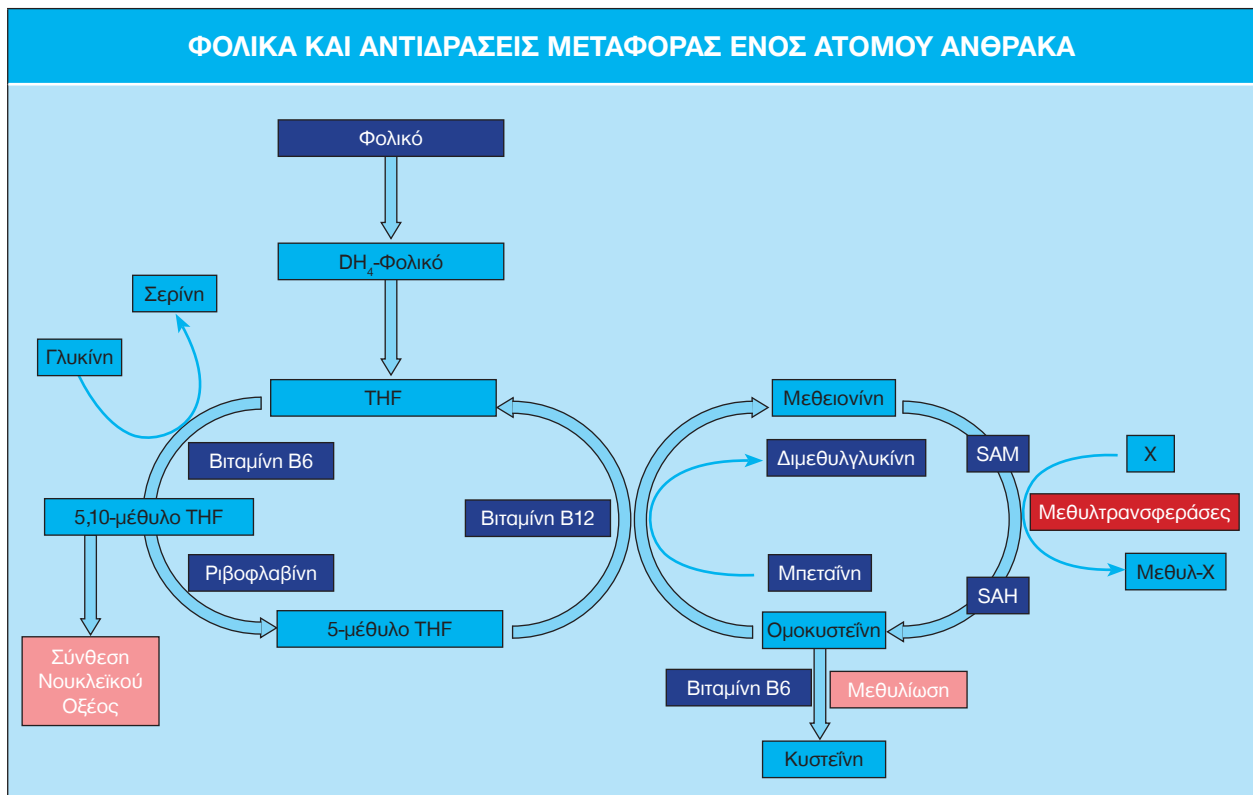 ΦΟΛΙΚΑ ΚΑΙ ΑΝΤΙΔΡΑΣΕΙΣ ΜΕΤΑΦΟΡΑΣ ΕΝΟΣ ΑΤΟΜΟΥ ΑΝΘΡΑΚΑ
Φολικό
DH₄-Φολικό
Σερίνη
Γλυκίνη
THF
Μεθειονίνη
Βιταμίνη Β6
Διμεθυλγλυκίνη
SAM
X
5,10-μέθυλο THF
Βιταμίνη Β12
Μεθυλτρανσφεράσες
Ριβοφλαβίνη
Μπεταΐνη
Μεθυλ-Χ
SAH
5-μέθυλο THF
Ομοκυστεΐνη
Σύνθεση
Νουκλεϊκού
Οξέος
Βιταμίνη Β6
Μεθυλίωση
Κυστεΐνη